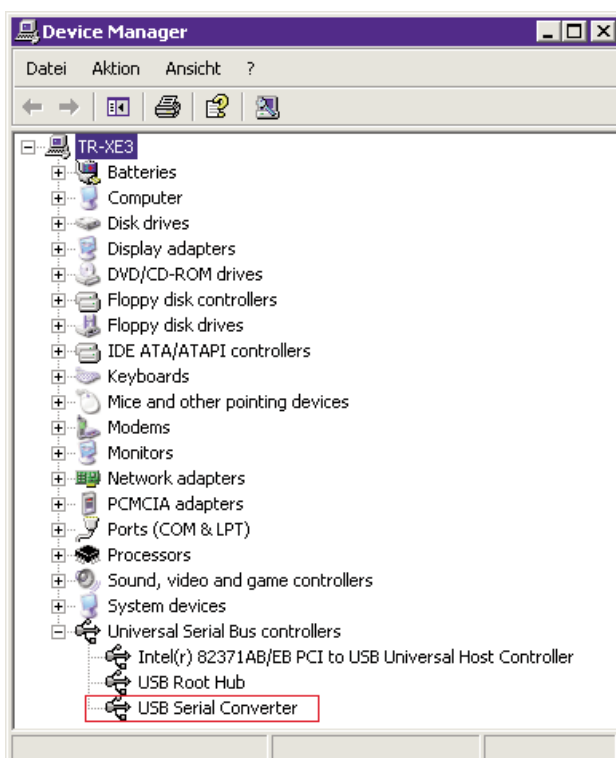 Device Manager
Datei Aktion Ansicht ?
TR-XE3
Batteries
Computer
Disk drives
Display adapters
DVD/CD-ROM drives
Floppy disk controllers
Floppy disk drives
IDE ATA/ATAPI controllers
Keyboards
Mice and other pointing devices
Modems
Monitors
Network adapters
PCMCIA adapters
Ports (COM & LPT)
Processors
Sound, video and game controllers
System devices
Universal Serial Bus controllers
Intel(r) 82371AB/EB PCI to USB Universal Host Controller
USB Root Hub
USB Serial Converter